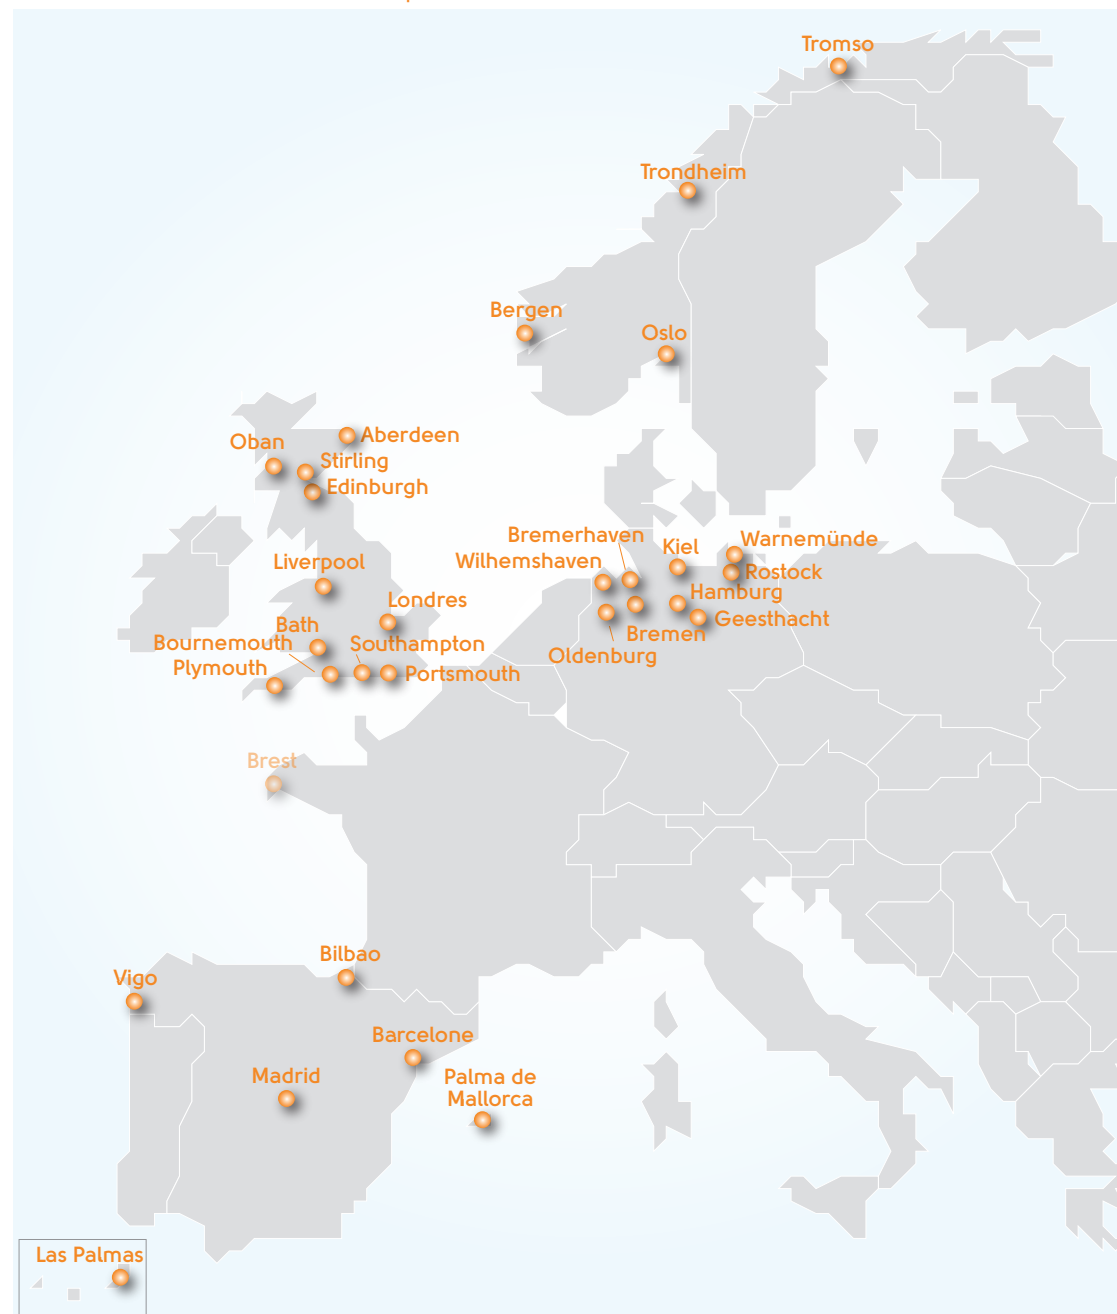 Tromso
Trondheim
Bergen
Oslo
Aberdeen
Oban
Stirling
Edinburgh
Bremerhaven
Warnemünde
Kiel
Wilhemshaven
Liverpool
Rostock
Hamburg
Londres
Geesthacht
Bath
Bremen
Bournemouth
Southampton
Oldenburg
Plymouth
Portsmouth
Brest
Bilbao
Vigo
Barcelone
Madrid
Palma de
Mallorca
Las Palmas